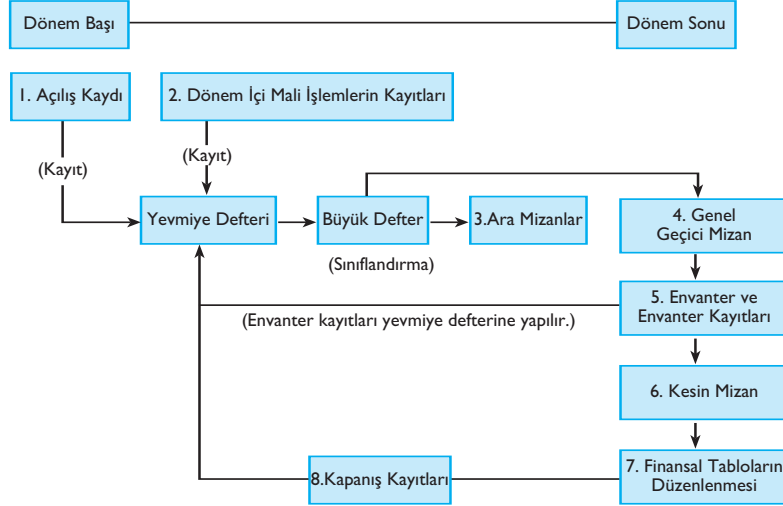 Dönem Başı
Dönem Sonu
1. Açılış Kaydı
2. Dönem İçi Mali İşlemlerin Kayıtları
(Kayıt)
(Kayıt)
Yevmiye Defteri
Büyük Defter
3.Ara Mizanlar
4. Genel
Geçici Mizan
(Sınıflandırma)
5. Envanter ve
Envanter Kayıtları
(Envanter kayıtları yevmiye defterine yapılır.)
6. Kesin Mizan
7. Finansal Tabloların
Düzenlenmesi
8.Kapanış Kayıtları